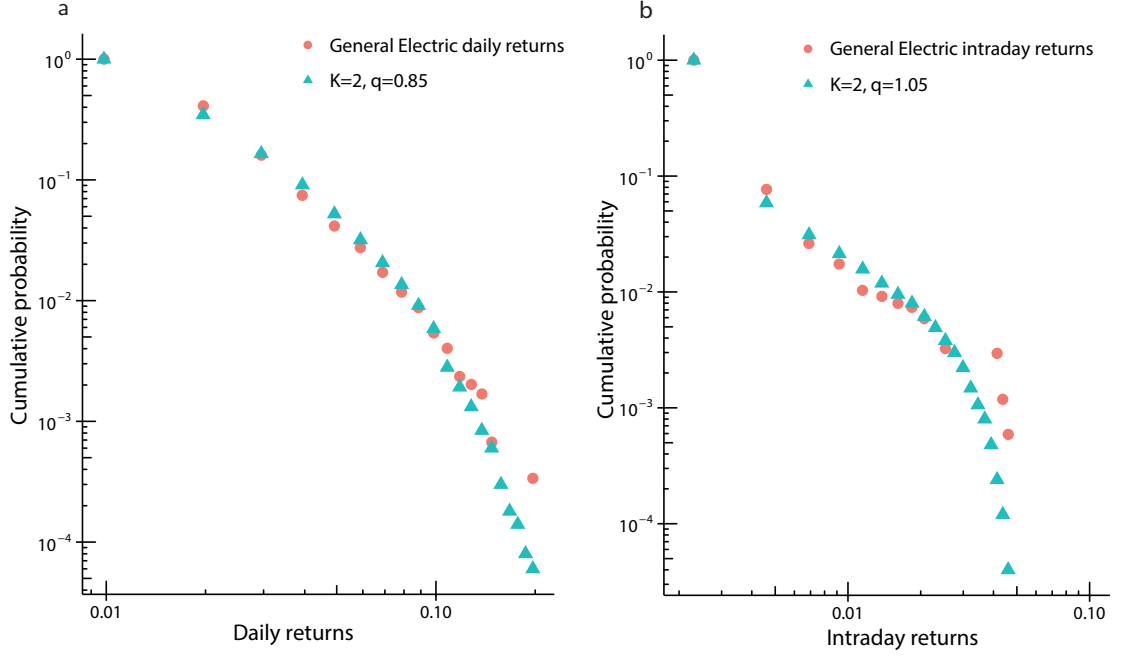 a
General Electric daily returns
K=2, q=0.85
10^0
10^−1
10^−2
10^−3
10^−4
Cumulative probability
0.01
0.10
Daily returns
b
General Electric intraday returns
K=2, q=1.05
10^0
10^−1
10^−2
10^−3
10^−4
Cumulative probability
0.01
0.10
Intraday returns